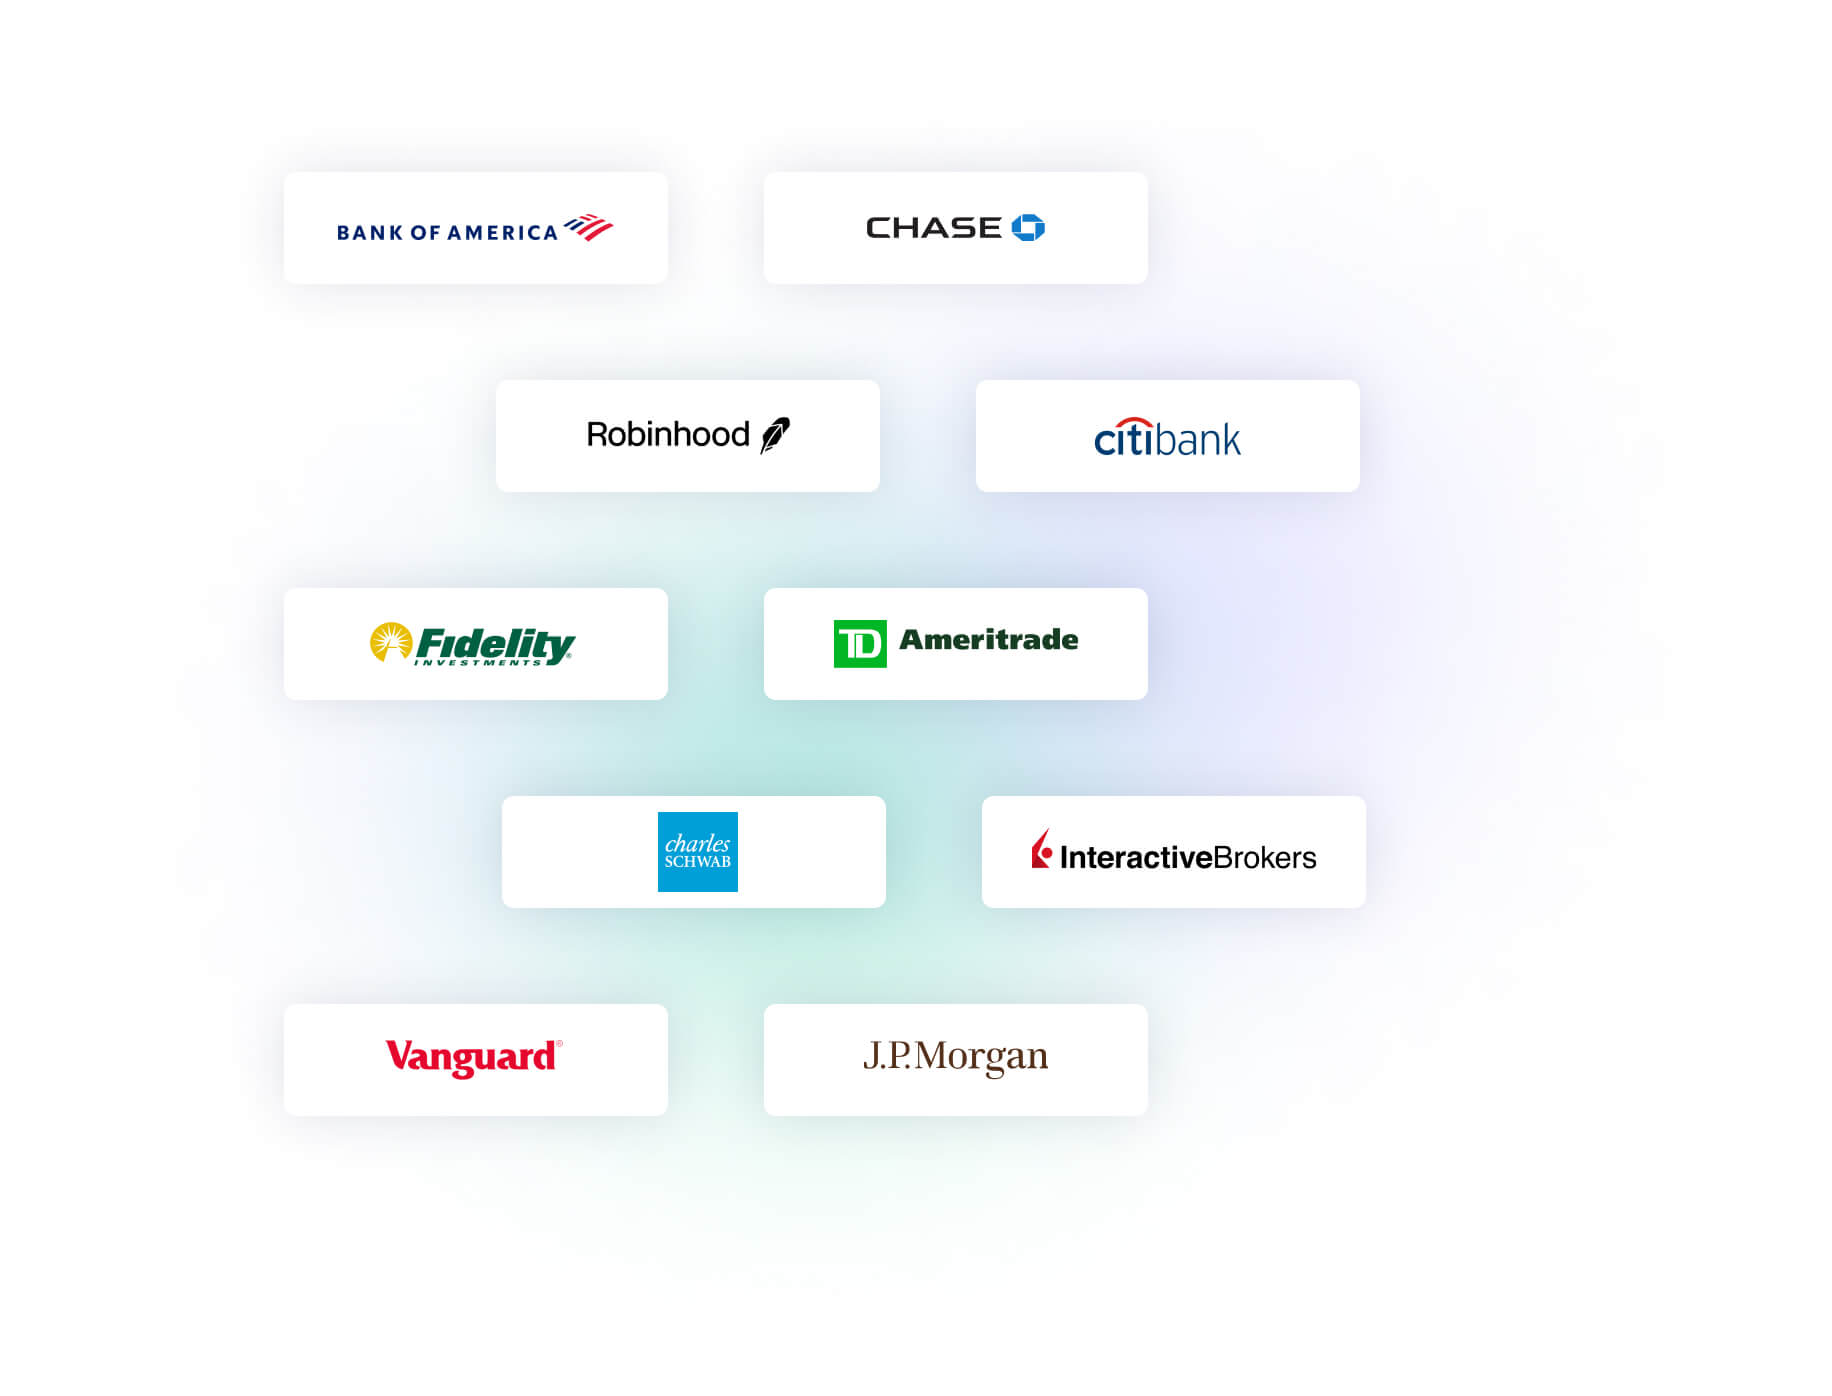 BANK OF AMERICA
CHASE
Robinhood
citibank
Fidelity
INVESTMENTS
TD Ameritrade
charles
SCHWAB
InteractiveBrokers
Vanguard
J.P.Morgan